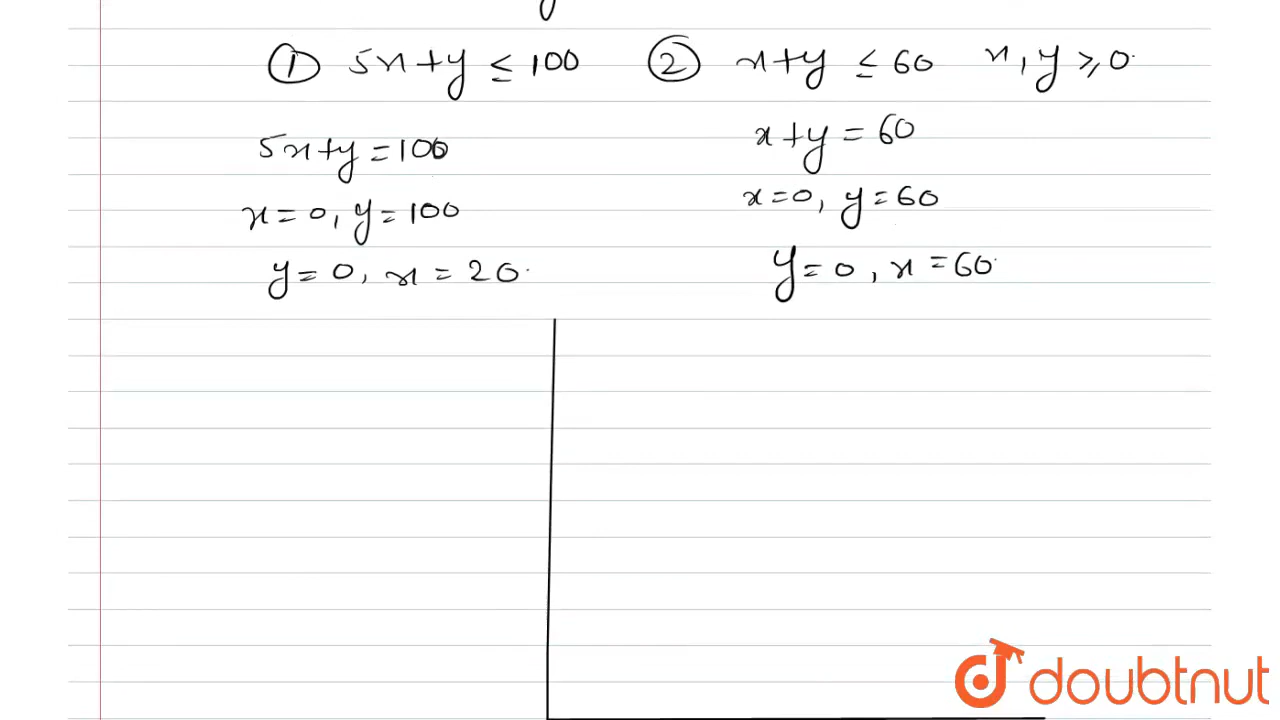 ① 5x+y ≤ 100 ② x+y ≤ 60 x, y ≥ 0.
5x+y = 100 x+y = 60
x = 0, y = 100 x = 0, y = 60
y = 0, x = 20. y = 0, x = 60.
doubtnut